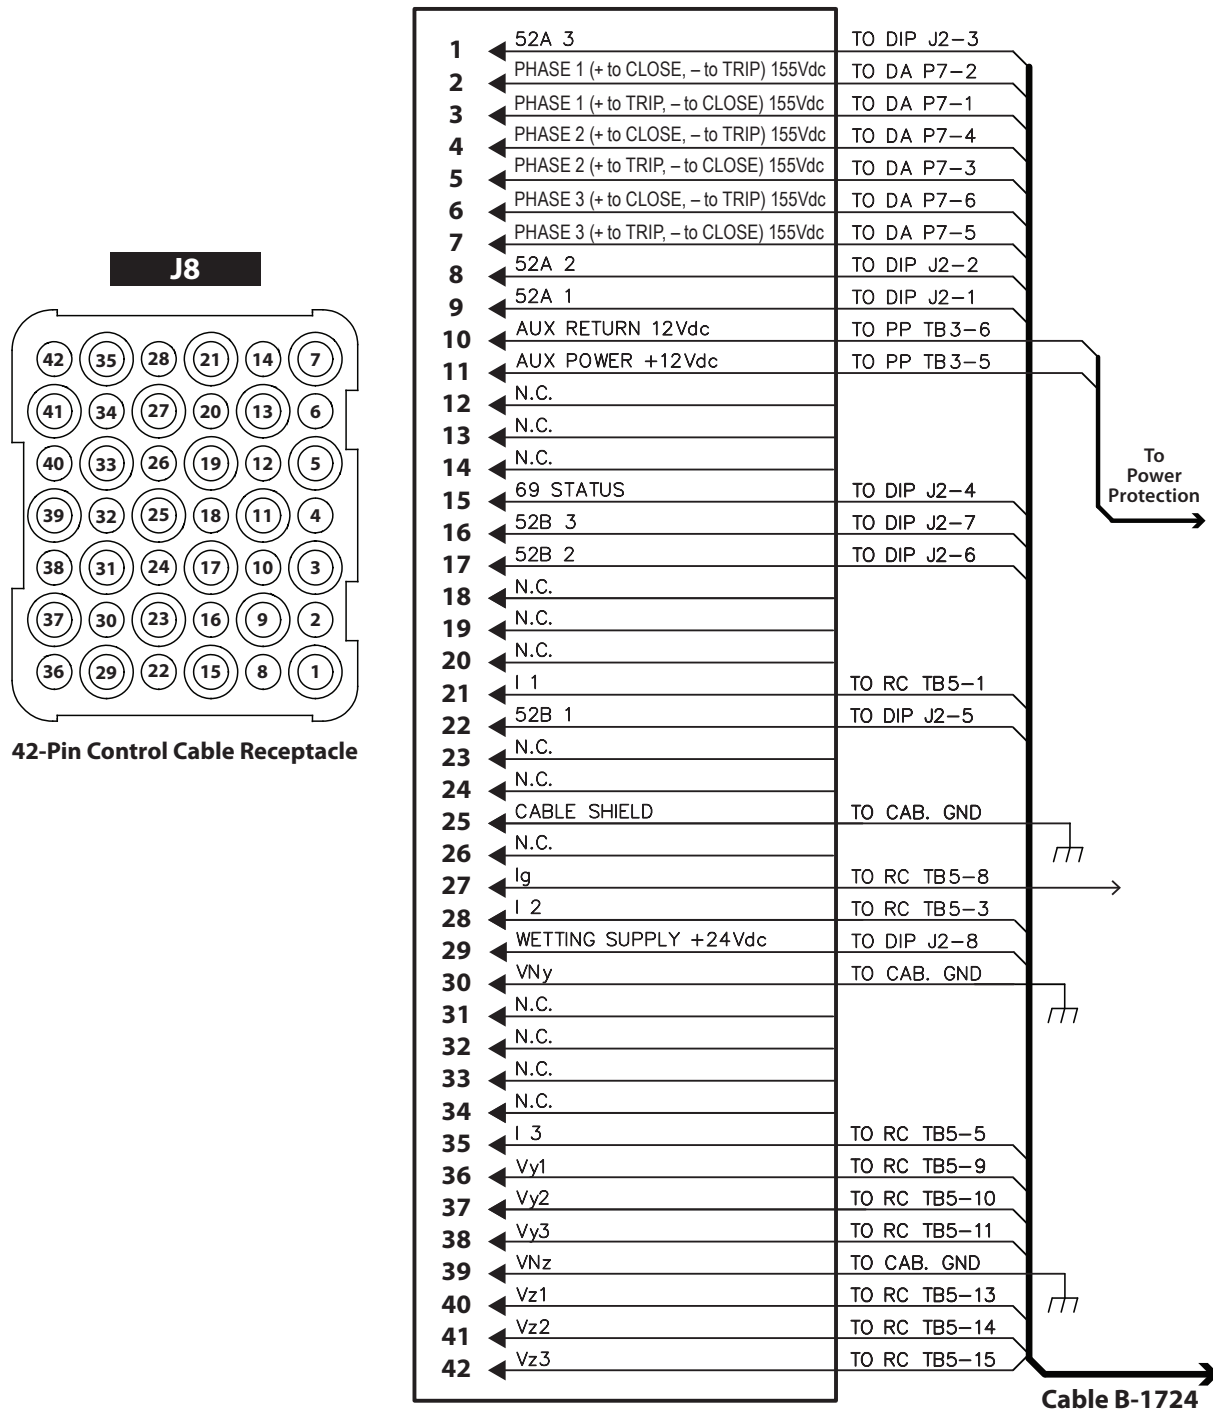 J8
42 35 28 21 14 7
41 34 27 20 13 6
40 33 26 19 12 5
39 32 25 18 11 4
38 31 24 17 10 3
37 30 23 16 9 2
36 29 22 15 8 1
42-Pin Control Cable Receptacle
1 52A 3 TO DIP J2-3
2 PHASE 1 (+ to CLOSE, – to TRIP) 155Vdc TO DA P7-2
3 PHASE 1 (+ to TRIP, – to CLOSE) 155Vdc TO DA P7-1
4 PHASE 2 (+ to CLOSE, – to TRIP) 155Vdc TO DA P7-4
5 PHASE 2 (+ to TRIP, – to CLOSE) 155Vdc TO DA P7-3
6 PHASE 3 (+ to CLOSE, – to TRIP) 155Vdc TO DA P7-6
7 PHASE 3 (+ to TRIP, – to CLOSE) 155Vdc TO DA P7-5
8 52A 2 TO DIP J2-2
9 52A 1 TO DIP J2-1
10 AUX RETURN 12Vdc TO PP TB3-6
11 AUX POWER +12Vdc TO PP TB3-5
12 N.C.
13 N.C.
14 N.C.
15 69 STATUS TO DIP J2-4
16 52B 3 TO DIP J2-7
17 52B 2 TO DIP J2-6
18 N.C.
19 N.C.
20 N.C.
21 I 1 TO RC TB5-1
22 52B 1 TO DIP J2-5
23 N.C.
24 N.C.
25 CABLE SHIELD TO CAB. GND
26 N.C.
27 Ig TO RC TB5-8
28 I 2 TO RC TB5-3
29 WETTING SUPPLY +24Vdc TO DIP J2-8
30 VNy TO CAB. GND
31 N.C.
32 N.C.
33 N.C.
34 N.C.
35 I 3 TO RC TB5-5
36 Vy1 TO RC TB5-9
37 Vy2 TO RC TB5-10
38 Vy3 TO RC TB5-11
39 VNz TO CAB. GND
40 Vz1 TO RC TB5-13
41 Vz2 TO RC TB5-14
42 Vz3 TO RC TB5-15
To
Power
Protection
Cable B-1724